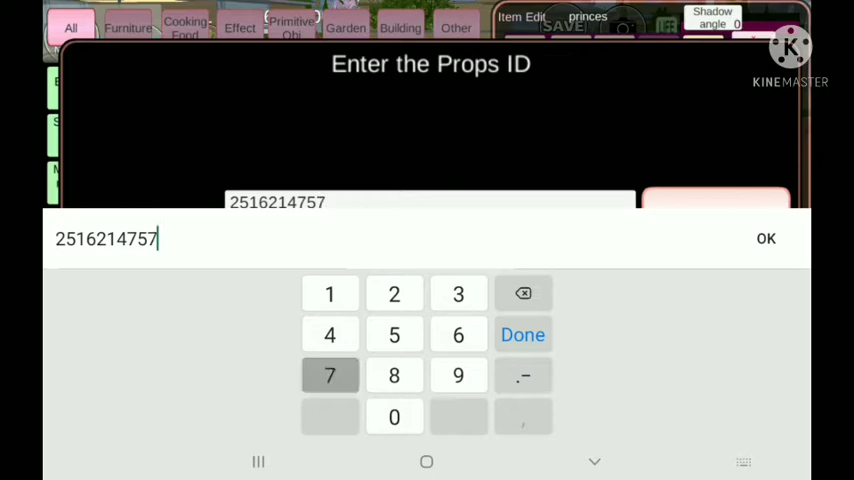 All
Furniture
Cooking
Food
Effect
Primitive
Obj
Garden
Building
Other
Item Edit
princes
SAVE
Shadow
angle 0
K
KINEMASTER
Enter the Props ID
2516214757
2516214757
OK
1 2 3
4 5 6 Done
7 8 9 .-
0 ,